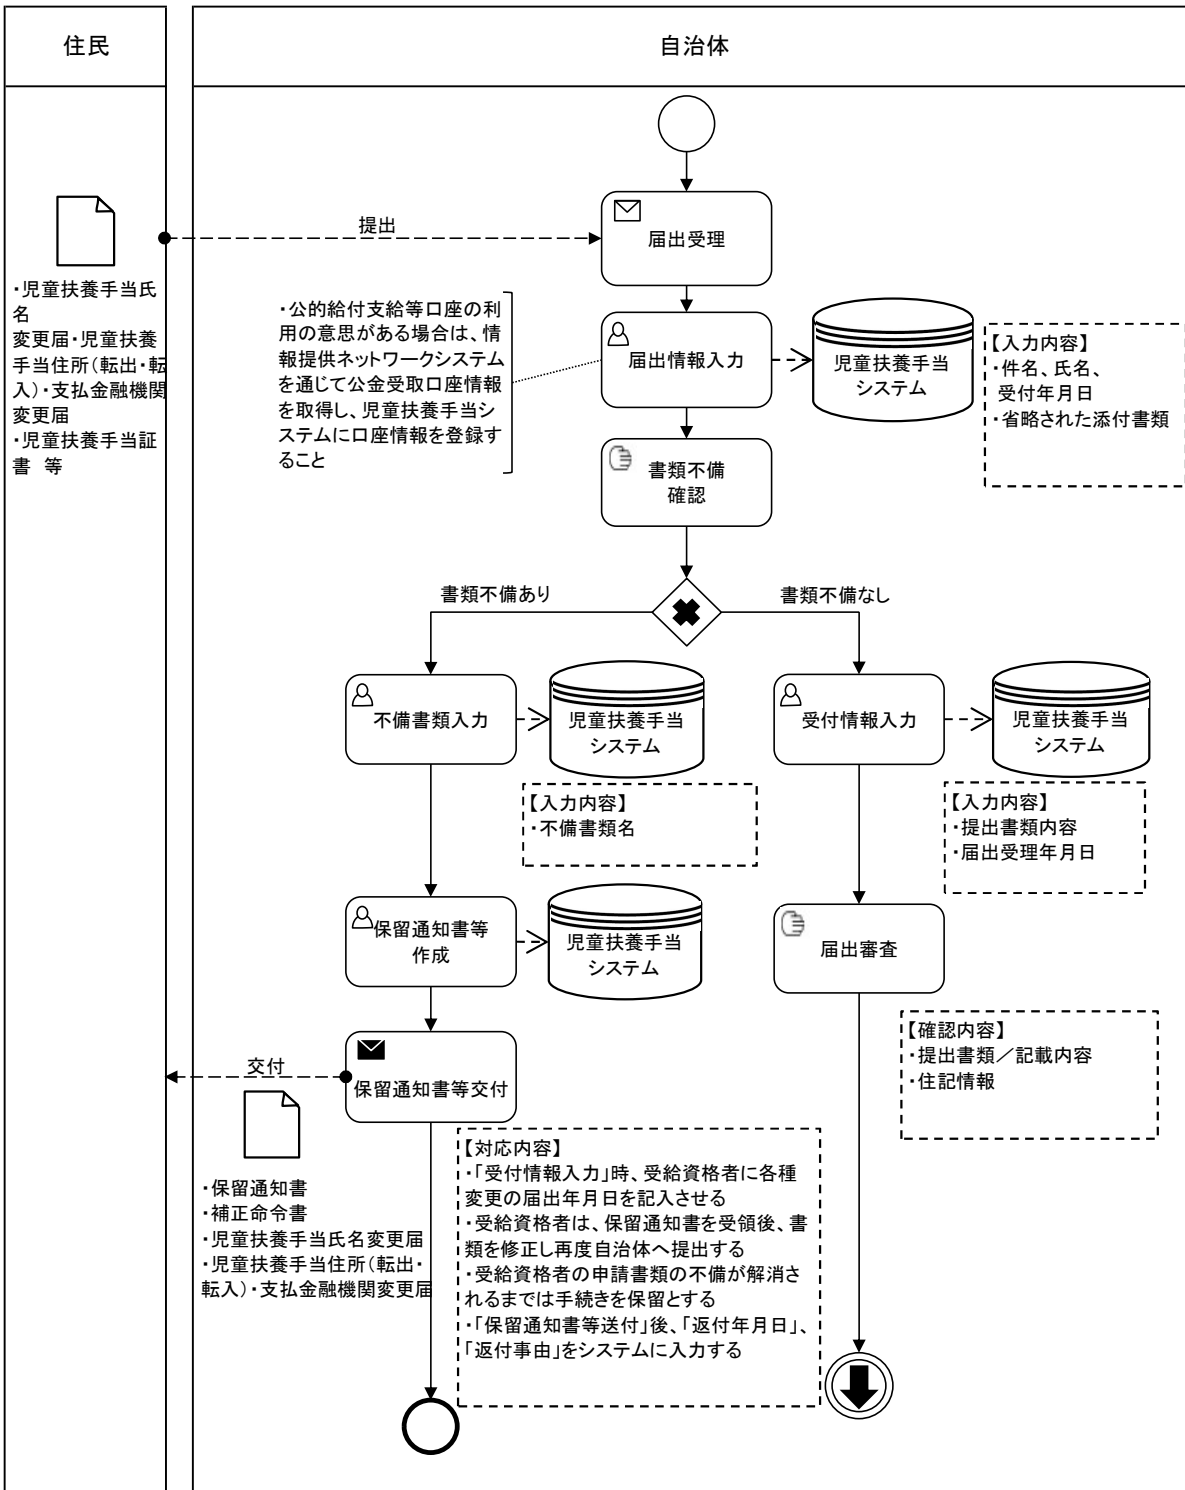 住民
自治体
提出
届出受理
・児童扶養手当氏
名
変更届・児童扶養
手当住所（転出・転
入）・支払金融機関
変更届
・児童扶養手当証
書　等
・公的給付支給等口座の利
用の意思がある場合は、情
報提供ネットワークシステム
を通じて公金受取口座情報
を取得し、児童扶養手当シ
ステムに口座情報を登録す
ること
届出情報入力
児童扶養手当
システム
【入力内容】
・件名、氏名、
受付年月日
・省略された添付書類
書類不備
確認
書類不備あり
書類不備なし
不備書類入力
児童扶養手当
システム
受付情報入力
児童扶養手当
システム
【入力内容】
・不備書類名
【入力内容】
・提出書類内容
・届出受理年月日
保留通知書等
作成
児童扶養手当
システム
届出審査
【確認内容】
・提出書類／記載内容
・住記情報
交付
保留通知書等交付
・保留通知書
・補正命令書
・児童扶養手当氏名変更届
・児童扶養手当住所（転出・
転入）・支払金融機関変更届
【対応内容】
・「受付情報入力」時、受給資格者に各種
変更の届出年月日を記入させる
・受給資格者は、保留通知書を受領後、書
類を修正し再度自治体へ提出する
・受給資格者の申請書類の不備が解消さ
れるまでは手続きを保留とする
・「保留通知書等送付」後、「返付年月日」、
「返付事由」をシステムに入力する